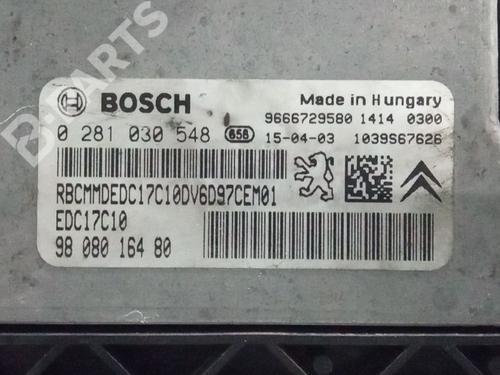 B-PARTS
BOSCH
Made in Hungary
9666729580 1414 0300
0 281 030 548 656 15-04-03 1039S67626
RBCMMDEDC17C10DV6D97CEM01
EDC17C10
98 080 164 80